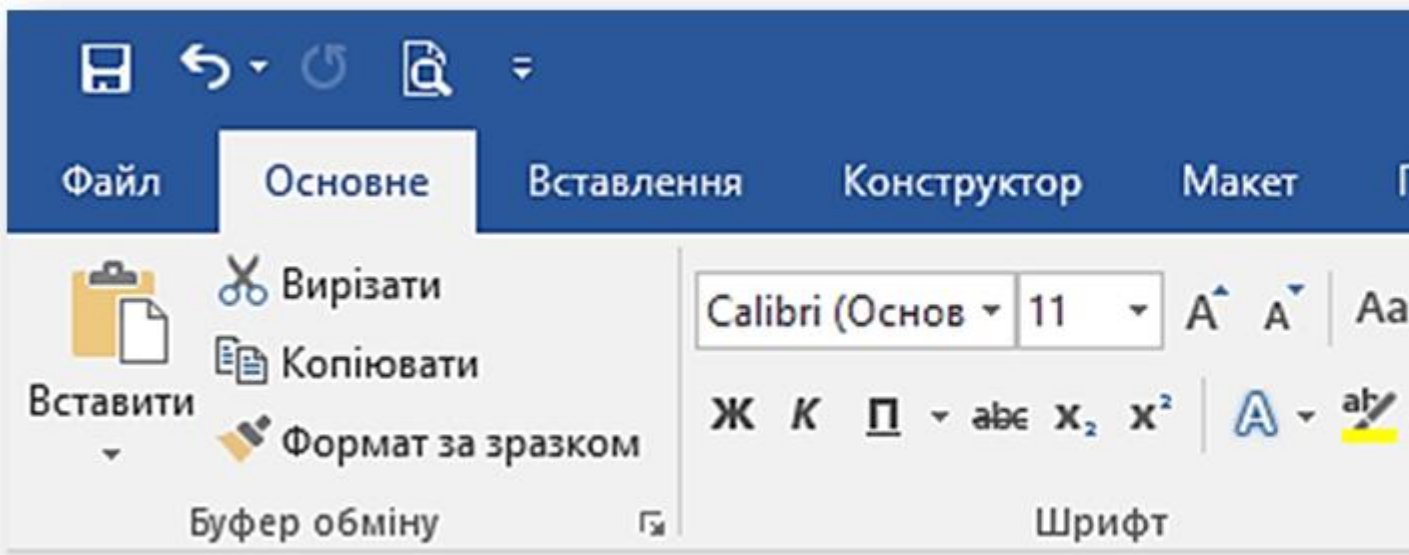 Файл Основне Вставлення Конструктор Макет
Вирізати
Копіювати
Вставити
Формат за зразком
Буфер обміну
Calibri (Основ 11 A A Aa
Ж К П abc x₂ x² A ab
Шрифт